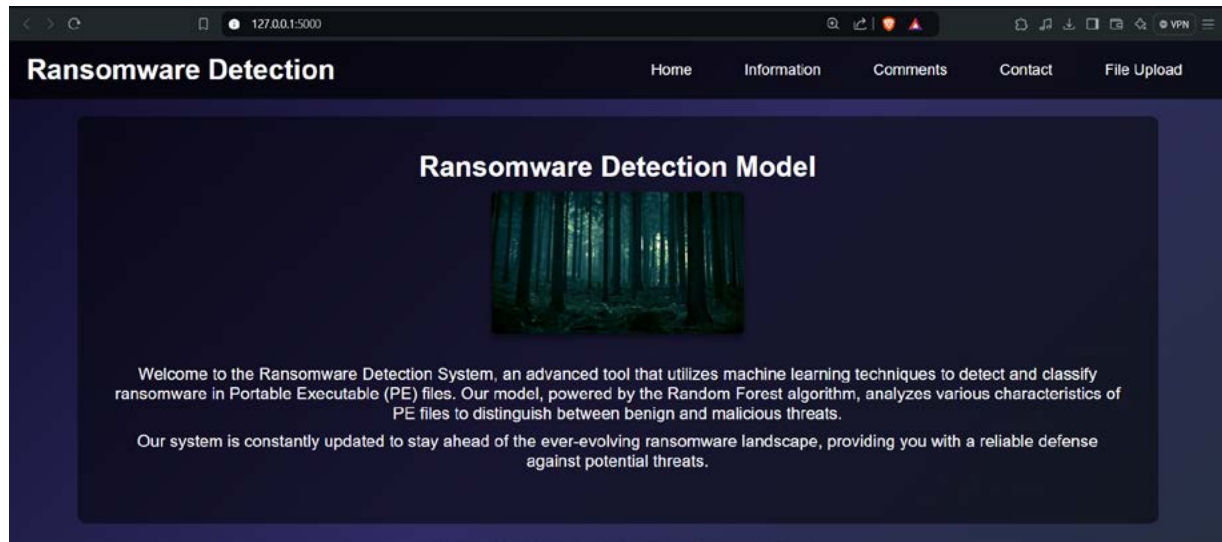 127.0.0.1:5000
VPN
Ransomware Detection
Home
Information
Comments
Contact
File Upload
Ransomware Detection Model
Welcome to the Ransomware Detection System, an advanced tool that utilizes machine learning techniques to detect and classify
ransomware in Portable Executable (PE) files. Our model, powered by the Random Forest algorithm, analyzes various characteristics of
PE files to distinguish between benign and malicious threats.
Our system is constantly updated to stay ahead of the ever-evolving ransomware landscape, providing you with a reliable defense
against potential threats.